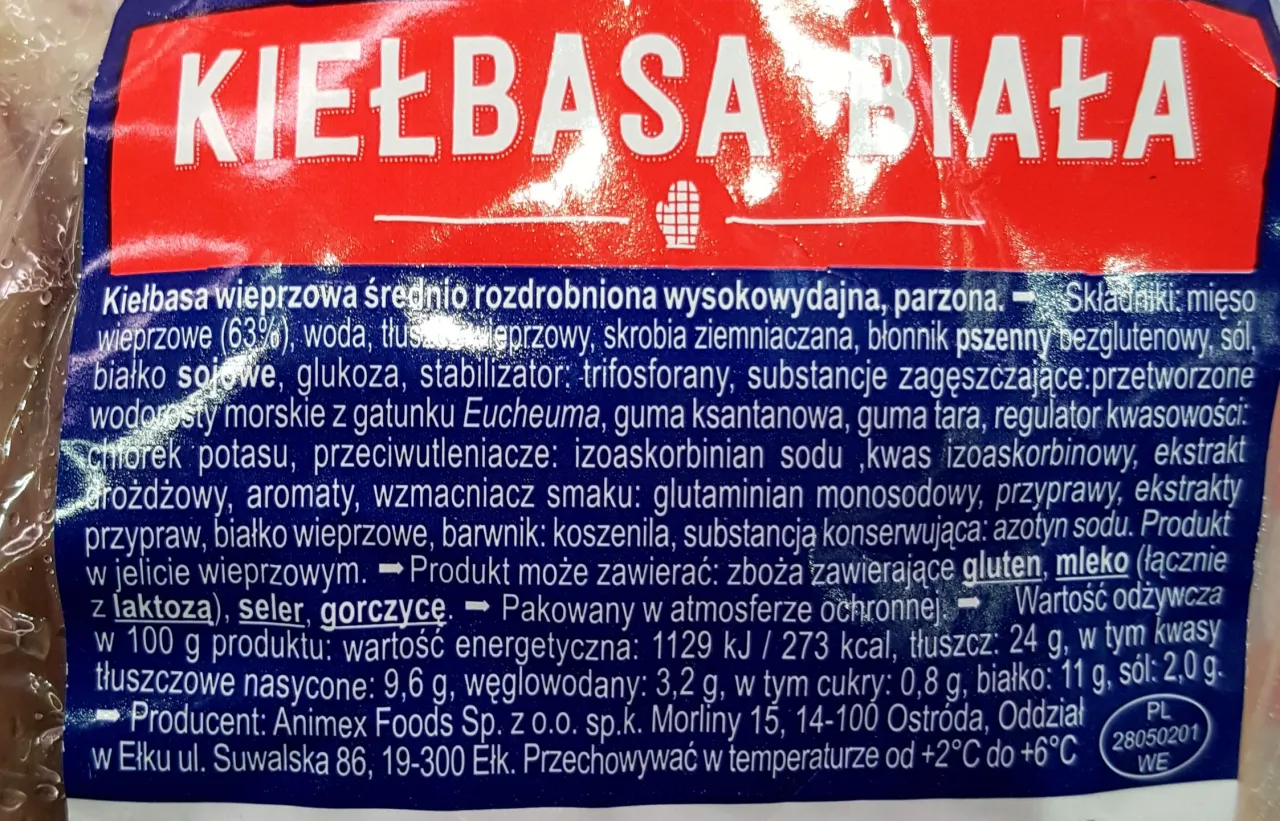 KIEŁBASA BIAŁA
Kiełbasa wieprzowa średnio rozdrobniona wysokowydajna, parzona. ➡ Składniki: mięso
wieprzowe (63%), woda, tłuszcz wieprzowy, skrobia ziemniaczana, błonnik pszenny bezglutenowy, sól,
białko sojowe, glukoza, stabilizator: trifosforany, substancje zagęszczające:przetworzone
wodorosty morskie z gatunku Eucheuma, guma ksantanowa, guma tara, regulator kwasowości:
chlorek potasu, przeciwutleniacze: izoaskorbinian sodu ,kwas izoaskorbinowy, ekstrakt
drożdżowy, aromaty, wzmacniacz smaku: glutaminian monosodowy, przyprawy, ekstrakty
przypraw, białko wieprzowe, barwnik: koszenila, substancja konserwująca: azotyn sodu. Produkt
w jelicie wieprzowym. ➡ Produkt może zawierać: zboża zawierające gluten, mleko (łącznie
z laktozą), seler, gorczycę. ➡ Pakowany w atmosferze ochronnej. ➡ Wartość odżywcza
w 100 g produktu: wartość energetyczna: 1129 kJ / 273 kcal, tłuszcz: 24 g, w tym kwasy
tłuszczowe nasycone: 9,6 g, węglowodany: 3,2 g, w tym cukry: 0,8 g, białko: 11 g, sól: 2,0 g.
➡ Producent: Animex Foods Sp. z o.o. sp.k. Morliny 15, 14-100 Ostróda, Oddział
w Ełku ul. Suwalska 86, 19-300 Ełk. Przechowywać w temperaturze od +2°C do +6°C
PL
28050201
WE